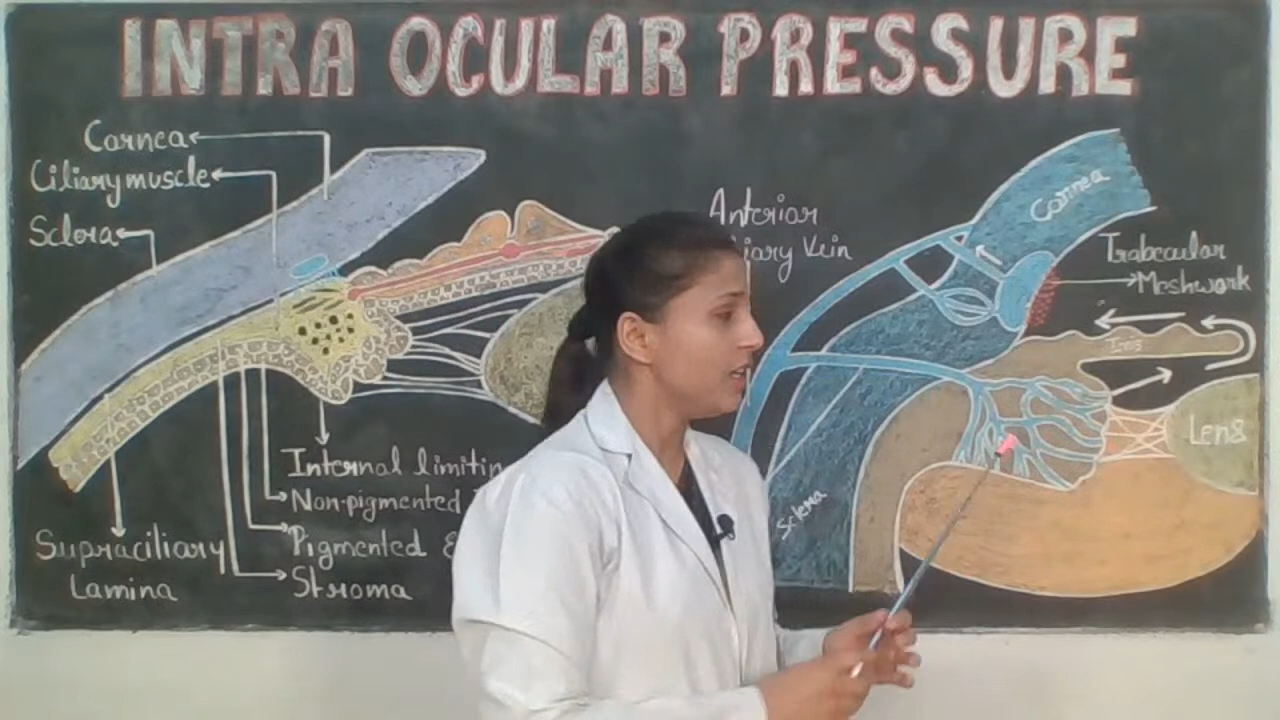 INTRA OCULAR PRESSURE
Cornea
Ciliary muscle
Sclera
Internal limitin
Non-pigmented
Pigmented E
Stroma
Supraciliary
Lamina
Anterior
iliary Vein
Cornea
Trabecular
Meshwork
Iris
Lens
Sclera